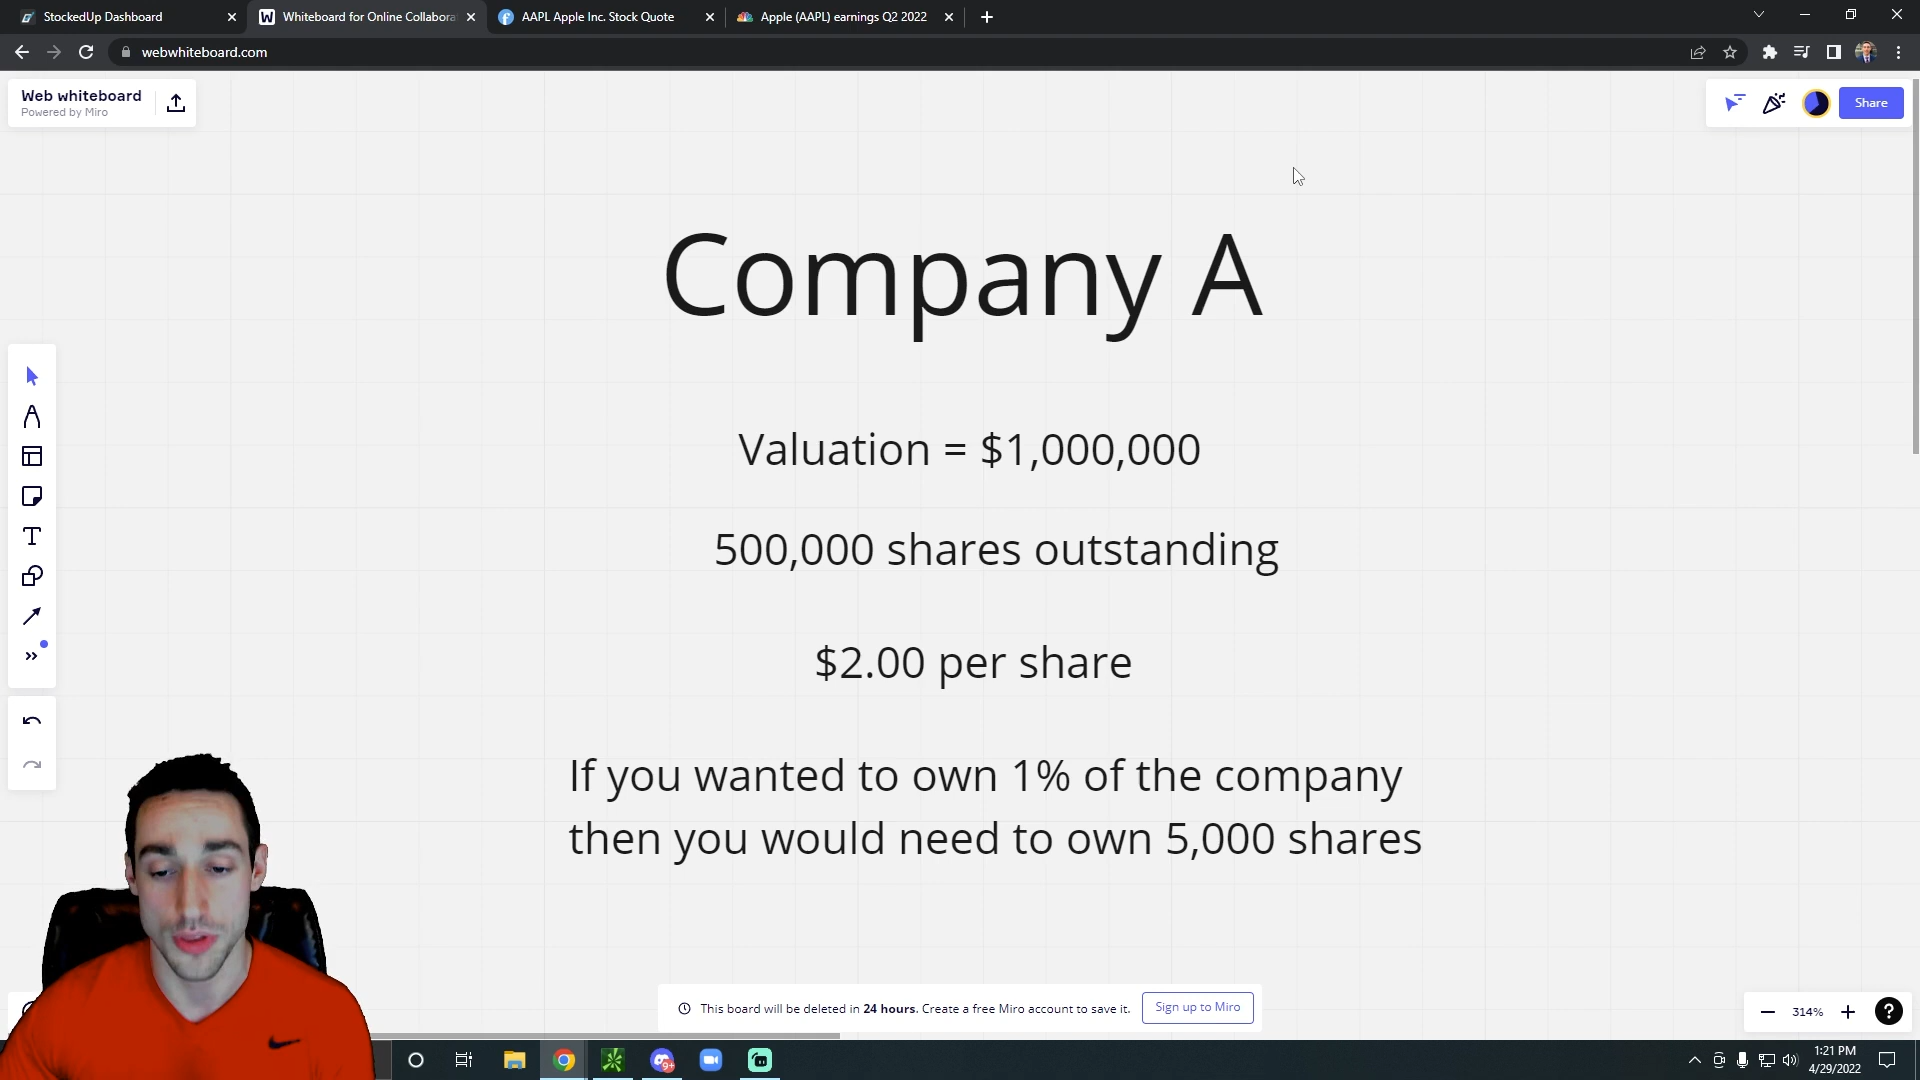 StockedUp Dashboard
Whiteboard for Online Collabora
AAPL Apple Inc. Stock Quote
Apple (AAPL) earnings Q2 2022
webwhiteboard.com
Web whiteboard
Powered by Miro
Share
Company A
Valuation = $1,000,000
500,000 shares outstanding
$2.00 per share
If you wanted to own 1% of the company
then you would need to own 5,000 shares
This board will be deleted in 24 hours. Create a free Miro account to save it.
Sign up to Miro
314%
9+
1:21 PM
4/29/2022